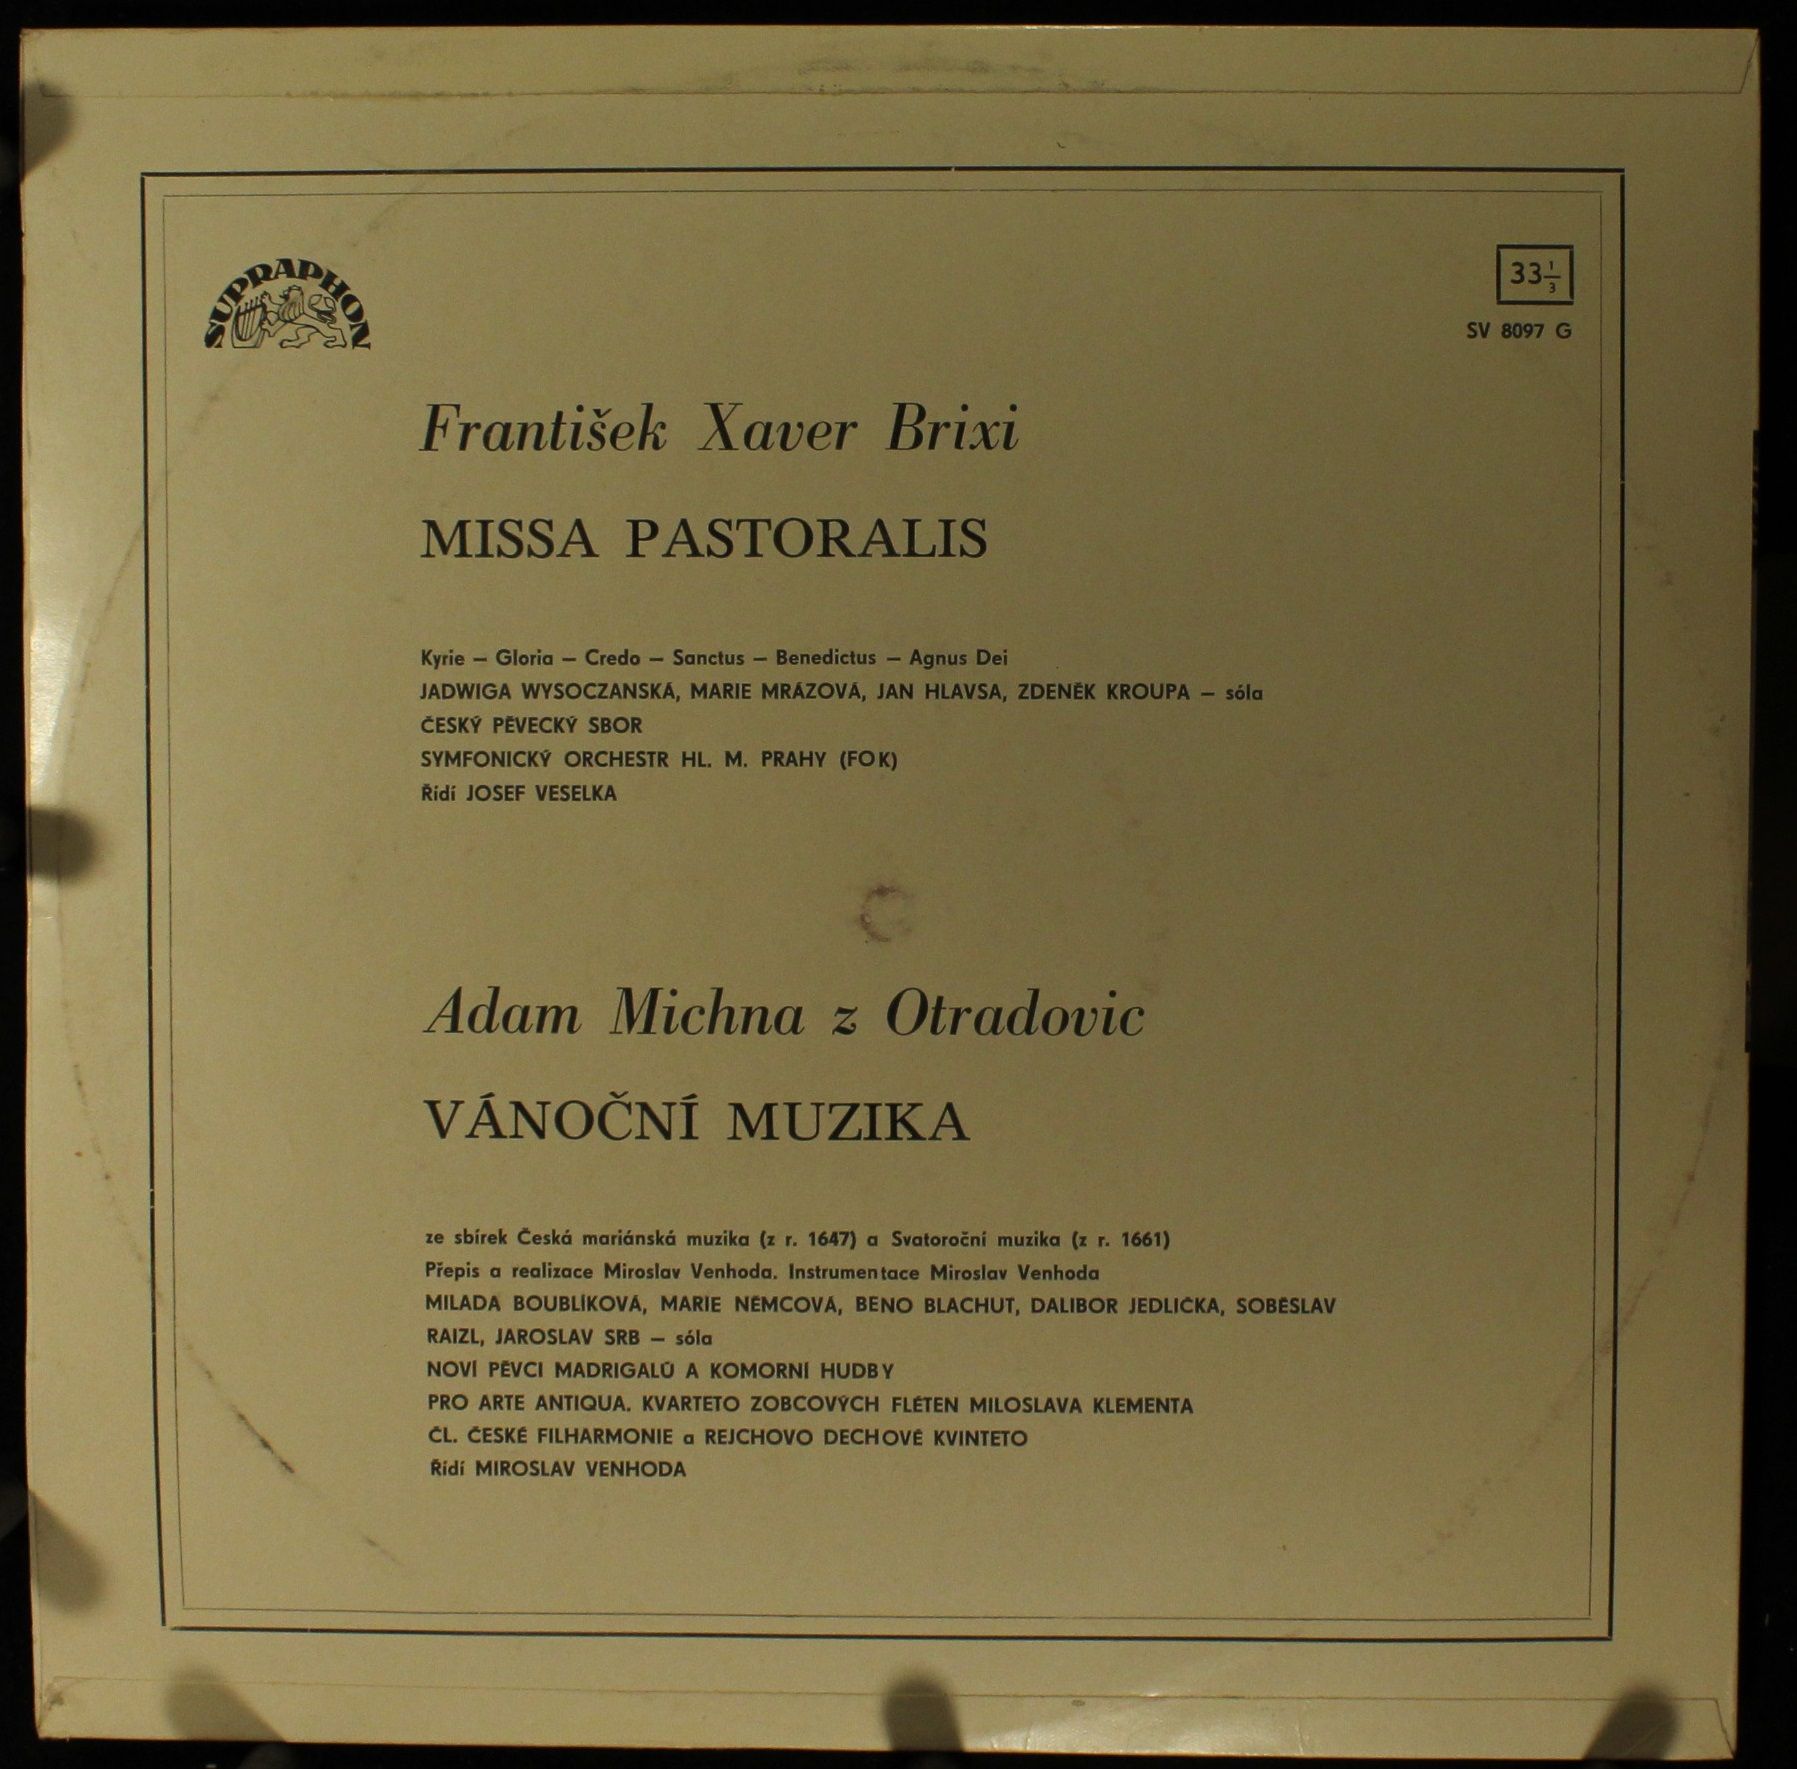 SUPRAPHON
33 1/3
SV 8097 G
František Xaver Brixi
MISSA PASTORALIS
Kyrie – Gloria – Credo – Sanctus – Benedictus – Agnus Dei
JADWIGA WYSOCZANSKÁ, MARIE MRÁZOVÁ, JAN HLAVSA, ZDENĚK KROUPA – sóla
ČESKÝ PĚVECKÝ SBOR
SYMFONICKÝ ORCHESTR HL. M. PRAHY (FOK)
Řídí JOSEF VESELKA
Adam Michna z Otradovic
VÁNOČNÍ MUZIKA
ze sbírek Česká mariánská muzika (z r. 1647) a Svatoroční muzika (z r. 1661)
Přepis a realizace Miroslav Venhoda. Instrumentace Miroslav Venhoda
MILADA BOUBLÍKOVÁ, MARIE NĚMCOVÁ, BENO BLACHUT, DALIBOR JEDLIČKA, SOBĚSLAV
RAIZL, JAROSLAV SRB – sóla
NOVÍ PĚVCI MADRIGALŮ A KOMORNÍ HUDBY
PRO ARTE ANTIQUA. KVARTETO ZOBCOVÝCH FLÉTEN MILOSLAVA KLEMENTA
ČL. ČESKÉ FILHARMONIE a REJCHOVO DECHOVÉ KVINTETO
Řídí MIROSLAV VENHODA